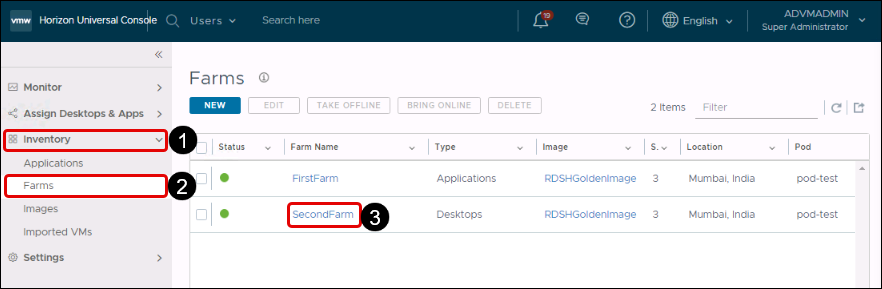 vmw Horizon Universal Console Users Search here 19 English ADVMADMIN
Super Administrator
«
Monitor
Assign Desktops & Apps
Inventory 1
Applications
Farms 2
Images
Imported VMs
Settings
Farms
NEW EDIT TAKE OFFLINE BRING ONLINE DELETE 2 Items Filter
Status Farm Name Type Image S. Location Pod
FirstFarm Applications RDSHGoldenImage 3 Mumbai, India pod-test
SecondFarm 3 Desktops RDSHGoldenImage 3 Mumbai, India pod-test